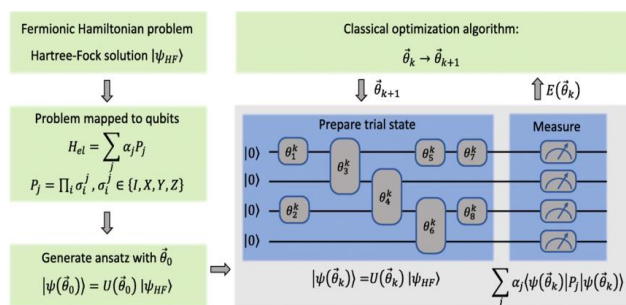 Fermionic Hamiltonian problem
Hartree-Fock solution |ψ_HF⟩
Problem mapped to qubits
H_el = ∑_j α_j P_j
P_j = ∏_i σ_i^j, σ_i^j ∈ {I, X, Y, Z}
Generate ansatz with θ⃗_0
|ψ(θ⃗_0)⟩ = U(θ⃗_0) |ψ_HF⟩
Classical optimization algorithm:
θ⃗_k → θ⃗_{k+1}
θ⃗_{k+1}
E(θ⃗_k)
Prepare trial state
Measure
|0⟩ θ_1^k θ_3^k θ_5^k θ_7^k
|0⟩ θ_4^k
|0⟩ θ_2^k θ_6^k θ_8^k
|0⟩
|ψ(θ⃗_k)⟩ =U(θ⃗_k) |ψ_HF⟩
∑_j α_j⟨ψ(θ⃗_k)|P_j|ψ(θ⃗_k)⟩